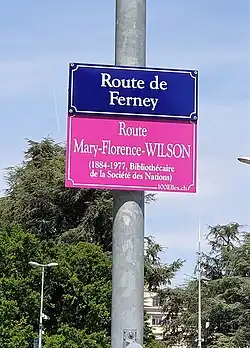 Route de
Ferney
Route
Mary-Florence-WILSON
(1884-1977, Bibliothécaire
de la Société des Nations)
100Elles.ch